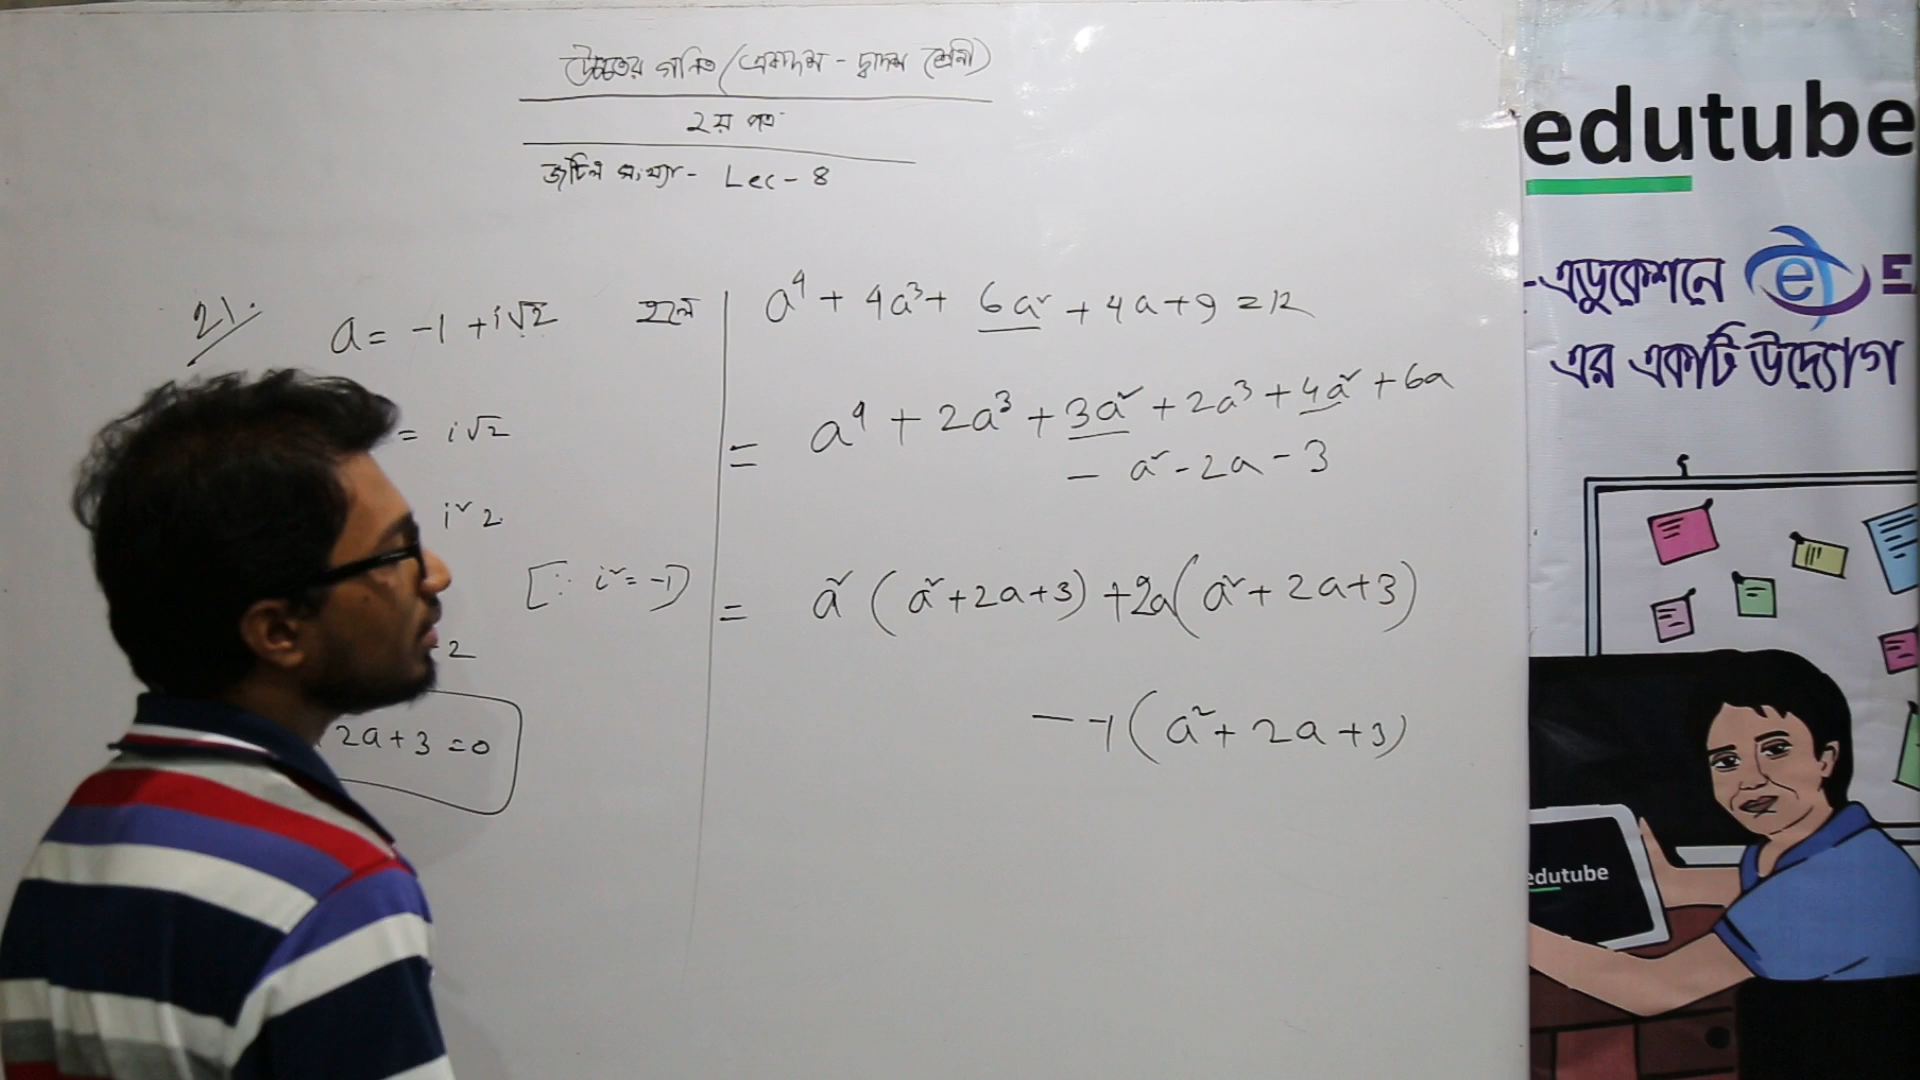 উচ্চতর গনিত (একাদশ - দ্বাদশ শ্রেনী)
২য় পত্র
জটিল সংখ্যা - Lec - 8
21.
a = -1 + i√2 হলে
= i√2
i² 2
[∵ i² = -1]
2
2a + 3 = 0
a⁴ + 4a³ + 6a² + 4a + 9 = 12
= a⁴ + 2a³ + 3a² + 2a³ + 4a² + 6a
- a² - 2a - 3
= a² (a² + 2a + 3) + 2a (a² + 2a + 3)
- 1 (a² + 2a + 3)
edutube
-এডুকেশনে e E
এর একটি উদ্যোগ
edutube